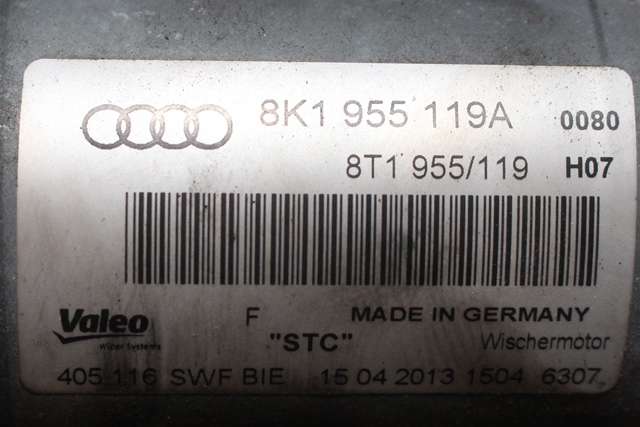 8K1 955 119A 0080
8T1 955/119 H07
Valeo F MADE IN GERMANY
Wiper Systems "STC" Wischermotor
405 116 SWF BIE 15 04 2013 1504 6307